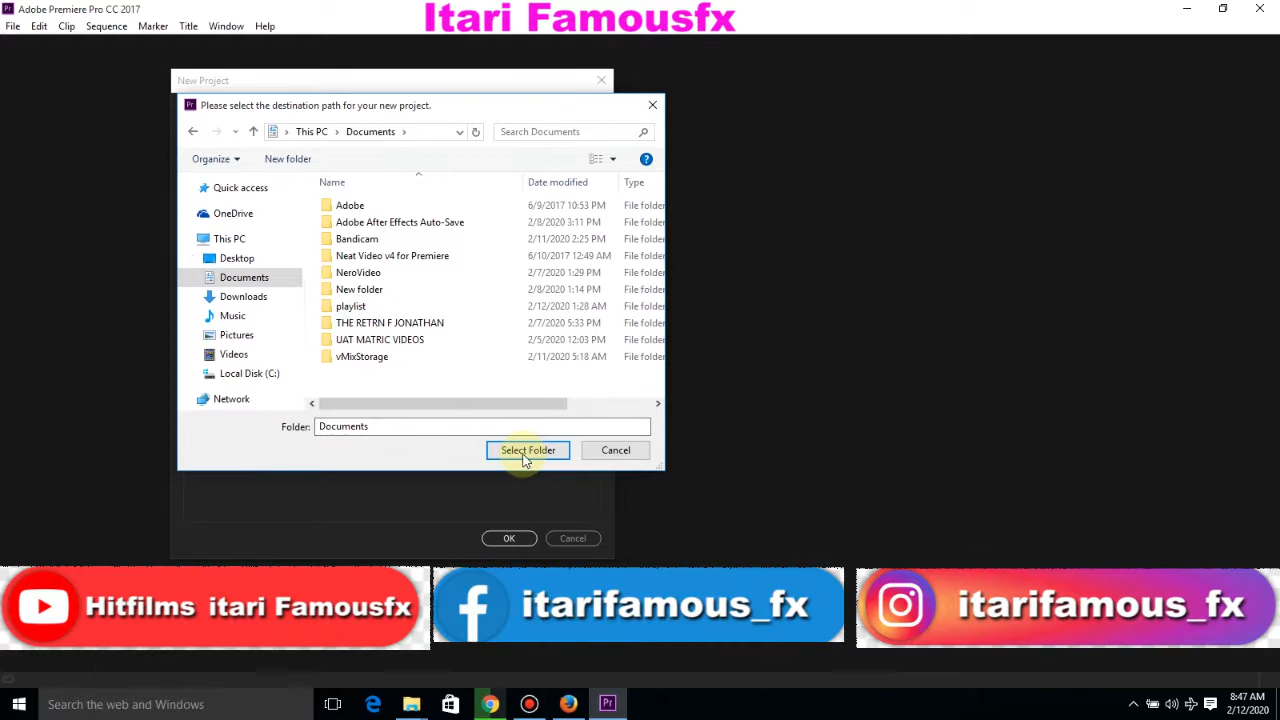 Adobe Premiere Pro CC 2017
Itari Famousfx
File Edit Clip Sequence Marker Title Window Help
New Project
Please select the destination path for your new project.
This PC Documents
Search Documents
Organize New folder
Name Date modified Type
Quick access
OneDrive
This PC
Desktop
Documents
Downloads
Music
Pictures
Videos
Local Disk (C:)
Network
Adobe 6/9/2017 10:53 PM File folder
Adobe After Effects Auto-Save 2/8/2020 3:11 PM File folder
Bandicam 2/11/2020 2:25 PM File folder
Neat Video v4 for Premiere 6/10/2017 12:49 AM File folder
NeroVideo 2/7/2020 1:29 PM File folder
New folder 2/8/2020 1:14 PM File folder
playlist 2/12/2020 1:28 AM File folder
THE RETRN F JONATHAN 2/7/2020 5:33 PM File folder
UAT MATRIC VIDEOS 2/5/2020 12:03 PM File folder
vMixStorage 2/11/2020 5:18 AM File folder
Folder: Documents
Select Folder Cancel
OK Cancel
Hitfilms itari Famousfx
itarifamous_fx
itarifamous_fx
Search the web and Windows
8:47 AM
2/12/2020